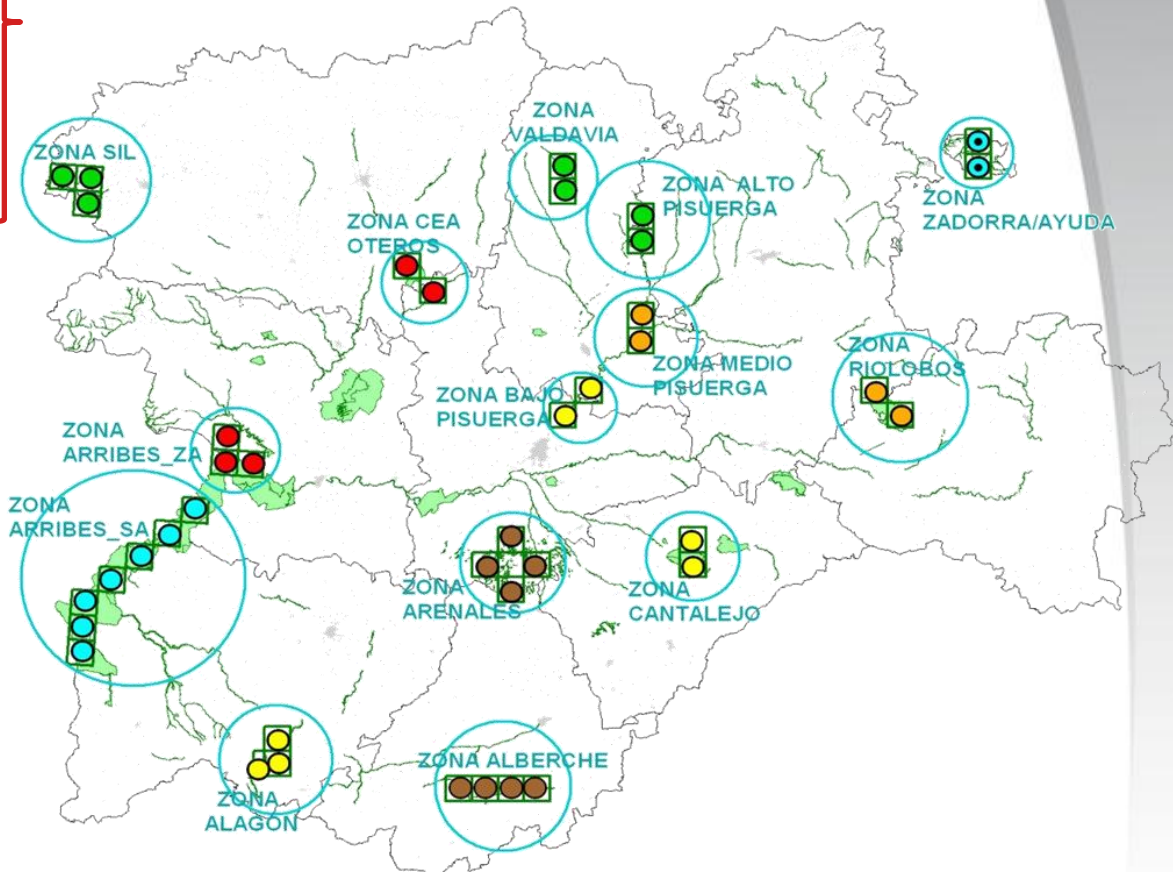 ZONA
VALDAVIA
ZONA SIL
ZONA ALTO
PISUERGA
ZONA
ZADORRA/AYUDA
ZONA CEA
OTEROS
ZONA
RIOLOBOS
ZONA MEDIO
PISUERGA
ZONA BAJO
PISUERGA
ZONA
ARRIBES_ZA
ZONA
ARRIBES_SA
ZONA
ARENALES
ZONA
CANTALEJO
ZONA ALBERCHE
ZONA
ALAGÓN